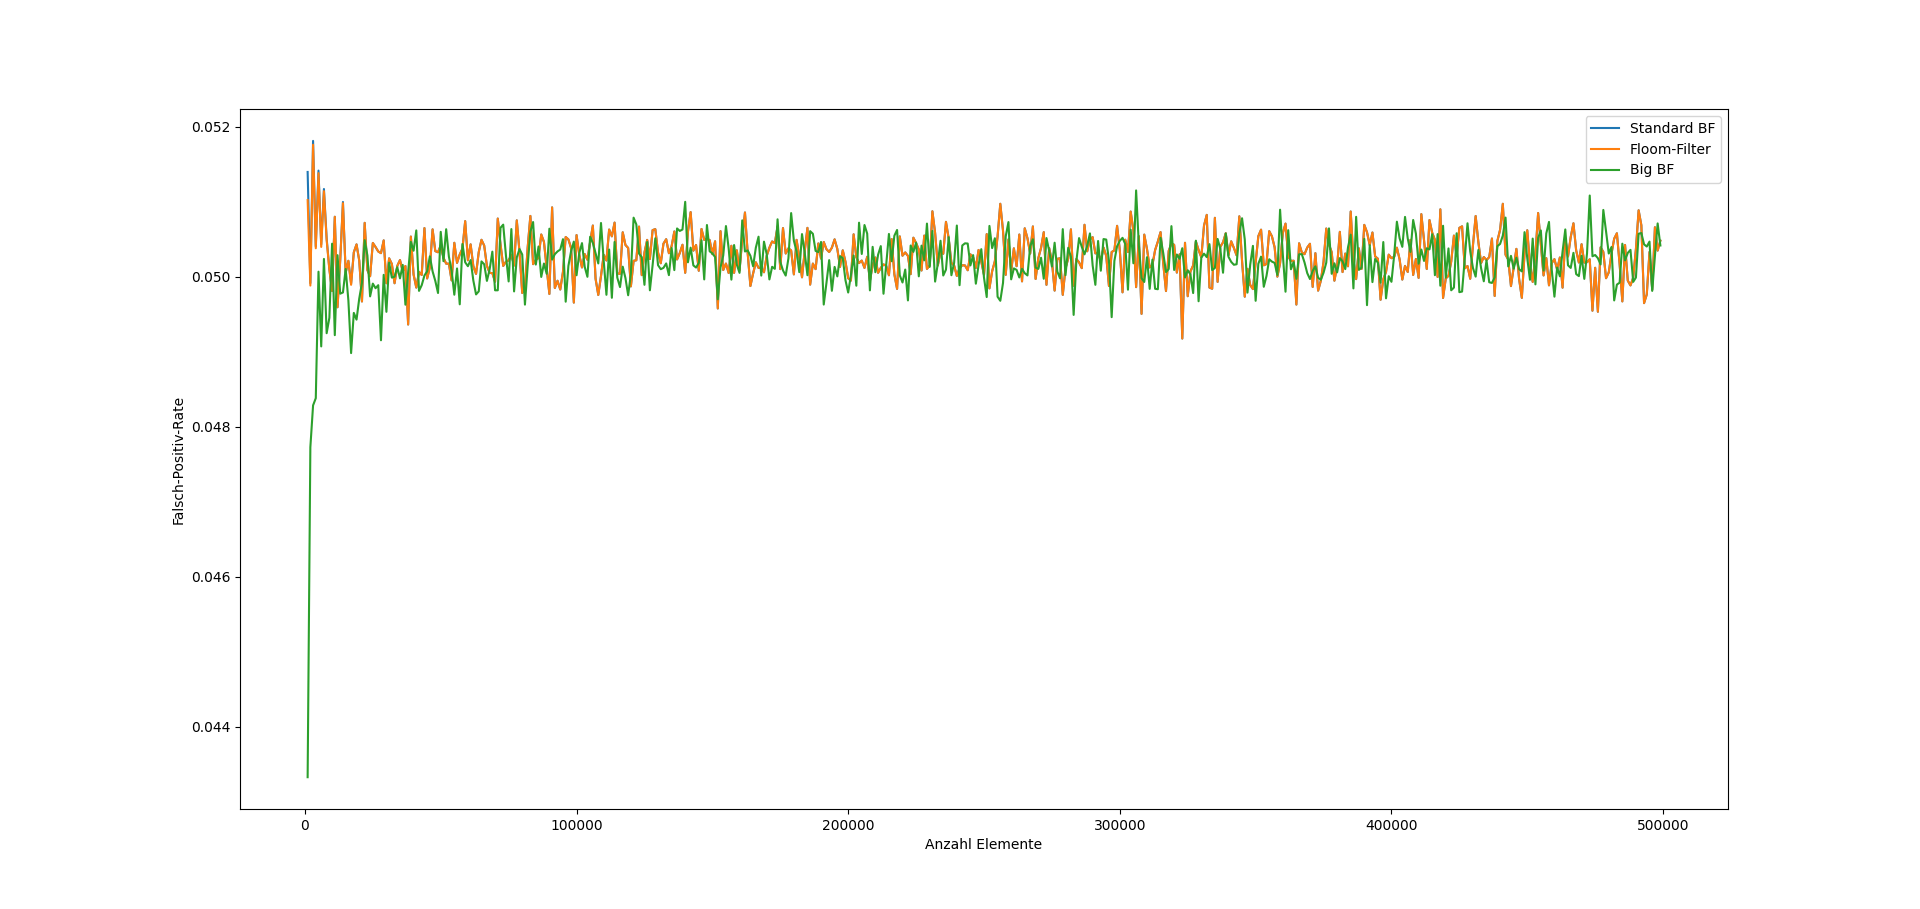 0.052
0.050
0.048
0.046
0.044
Falsch-Positiv-Rate
Standard BF
Floom-Filter
Big BF
0 100000 200000 300000 400000 500000
Anzahl Elemente